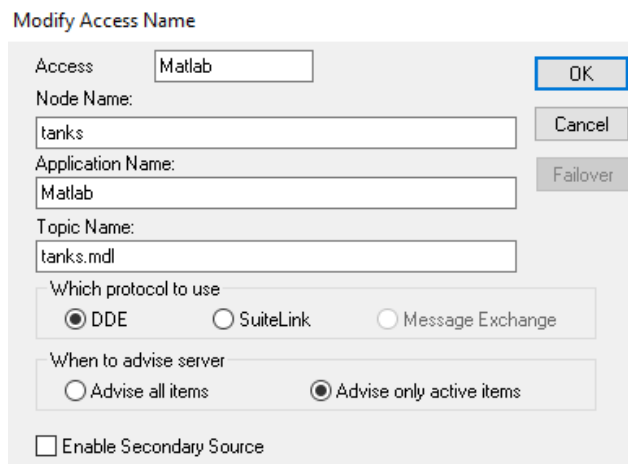 Modify Access Name
Access Matlab
OK
Node Name:
tanks
Cancel
Application Name:
Matlab
Failover
Topic Name:
tanks.mdl
Which protocol to use
DDE SuiteLink Message Exchange
When to advise server
Advise all items Advise only active items
Enable Secondary Source